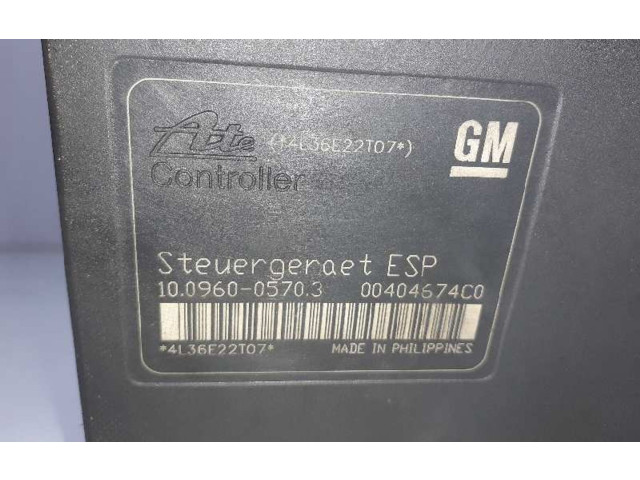 Ate (*4L36E22T07*) GM
Controller
Steuergeraet ESP
10.0960-0570.3 00404674C0
*4L36E22T07* MADE IN PHILIPPINES